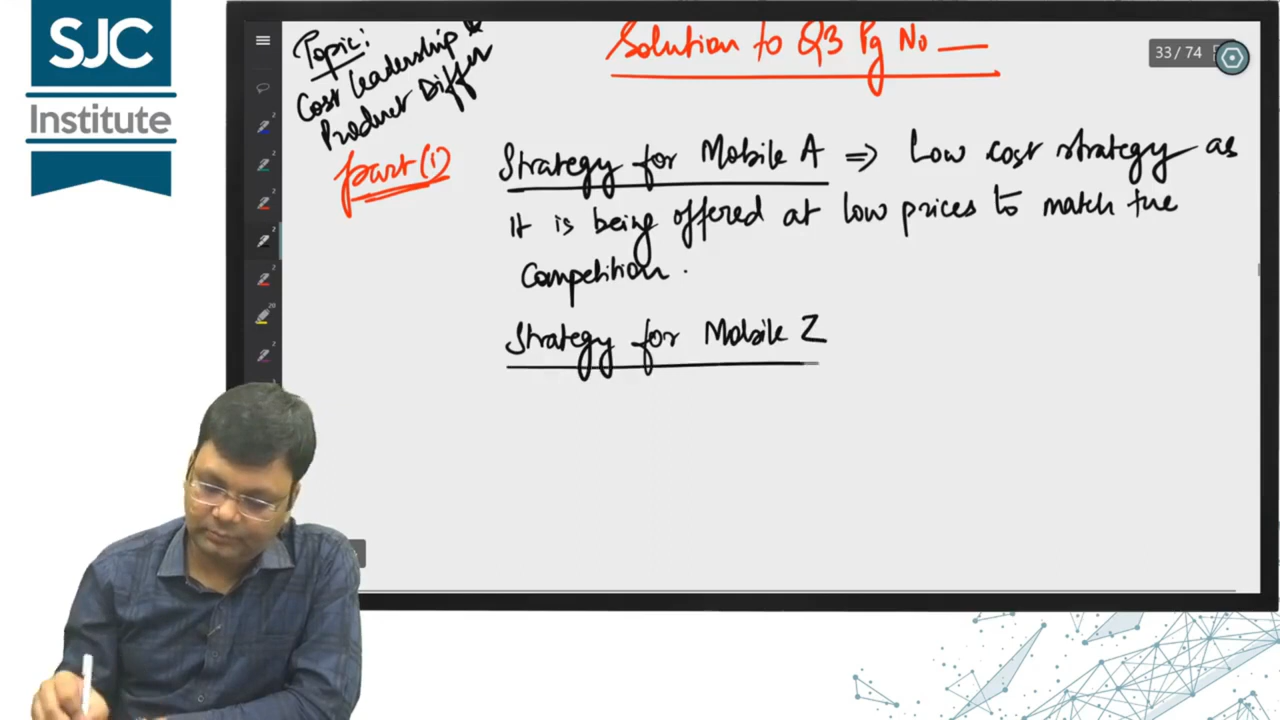 SJC
Institute
Topic:
Cost Leadership &
Product Differ
Solution to Q3 Pg No __
33 / 74
part (i)
Strategy for Mobile A ⇒ Low cost strategy as
It is being offered at low prices to match the
Competition.
Strategy for Mobile Z